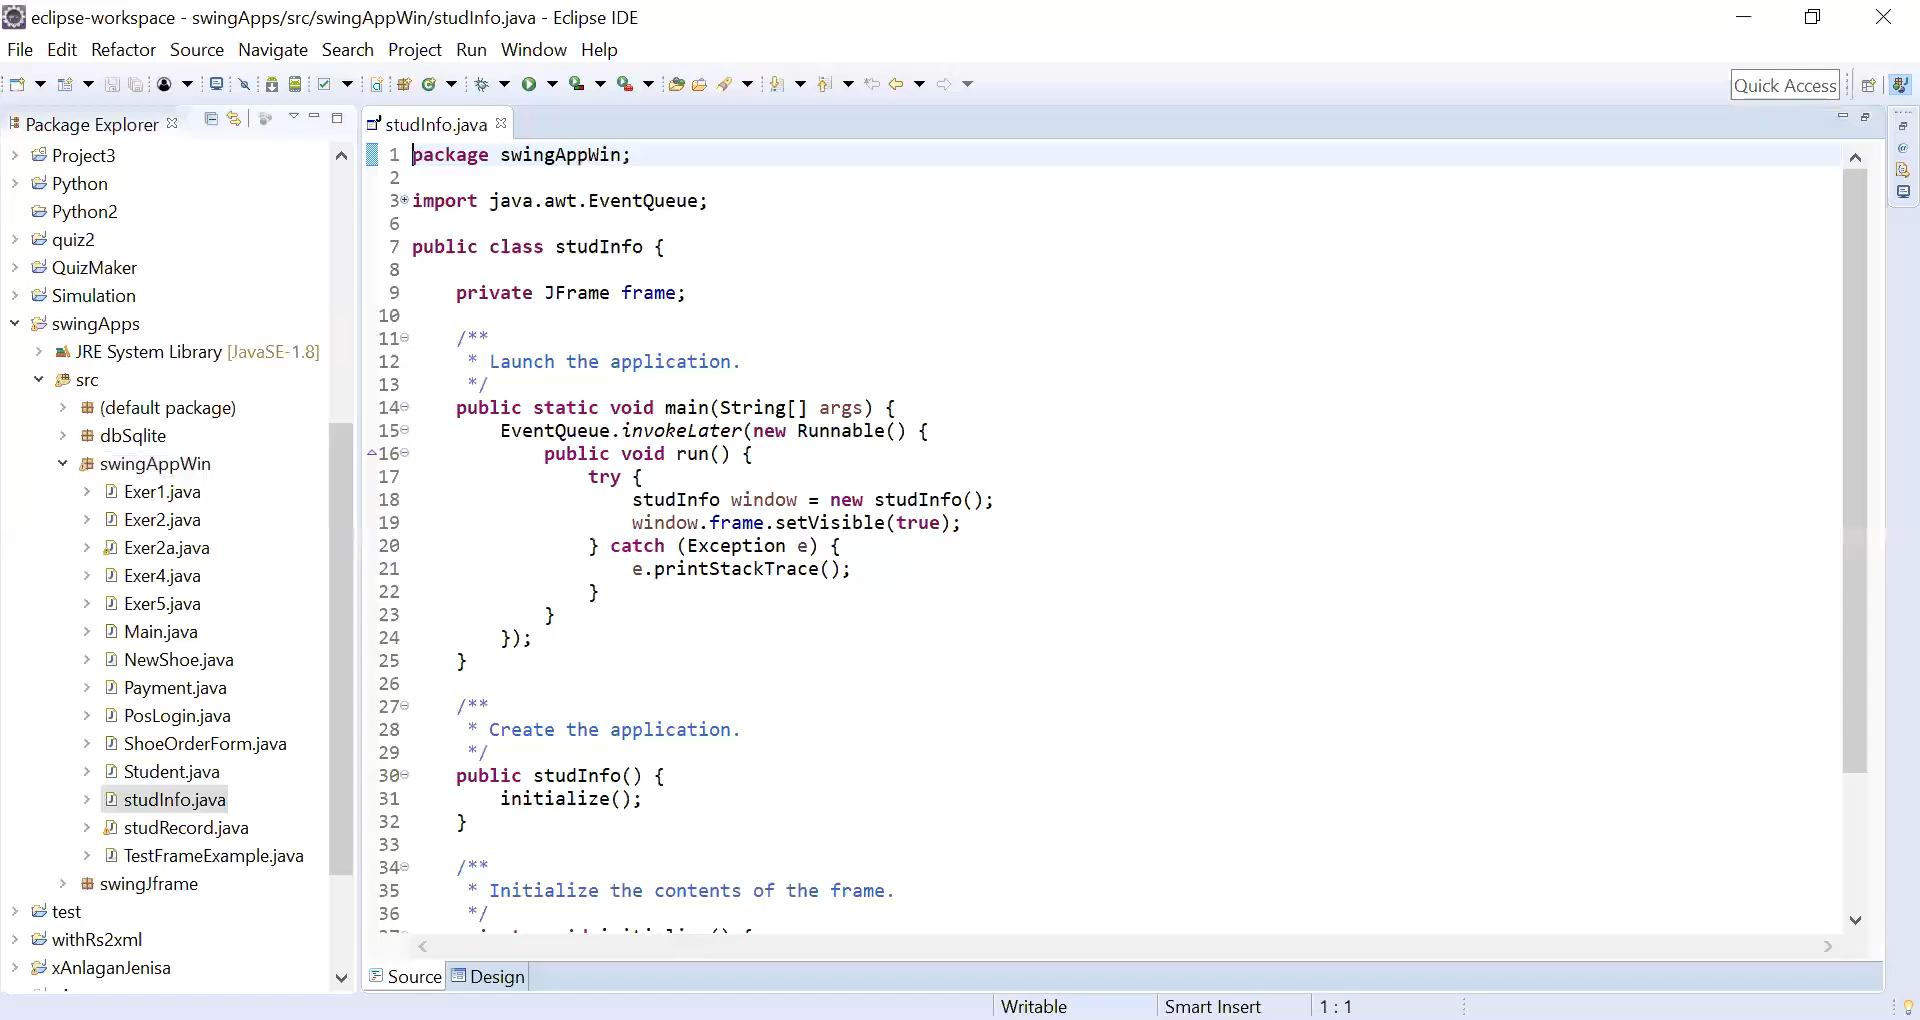 eclipse-workspace - swingApps/src/swingAppWin/studInfo.java - Eclipse IDE
File Edit Refactor Source Navigate Search Project Run Window Help
Quick Access
Package Explorer
Project3
Python
Python2
quiz2
QuizMaker
Simulation
swingApps
JRE System Library [JavaSE-1.8]
src
(default package)
dbSqlite
swingAppWin
Exer1.java
Exer2.java
Exer2a.java
Exer4.java
Exer5.java
Main.java
NewShoe.java
Payment.java
PosLogin.java
ShoeOrderForm.java
Student.java
studInfo.java
studRecord.java
TestFrameExample.java
swingJframe
test
withRs2xml
xAnlaganJenisa
studInfo.java
1 package swingAppWin;
2
3 import java.awt.EventQueue;
6
7 public class studInfo {
8
9 private JFrame frame;
10
11 /**
12 * Launch the application.
13 */
14 public static void main(String[] args) {
15 EventQueue.invokeLater(new Runnable() {
16 public void run() {
17 try {
18 studInfo window = new studInfo();
19 window.frame.setVisible(true);
20 } catch (Exception e) {
21 e.printStackTrace();
22 }
23 }
24 });
25 }
26
27 /**
28 * Create the application.
29 */
30 public studInfo() {
31 initialize();
32 }
33
34 /**
35 * Initialize the contents of the frame.
36 */
Source Design
Writable Smart Insert 1 : 1